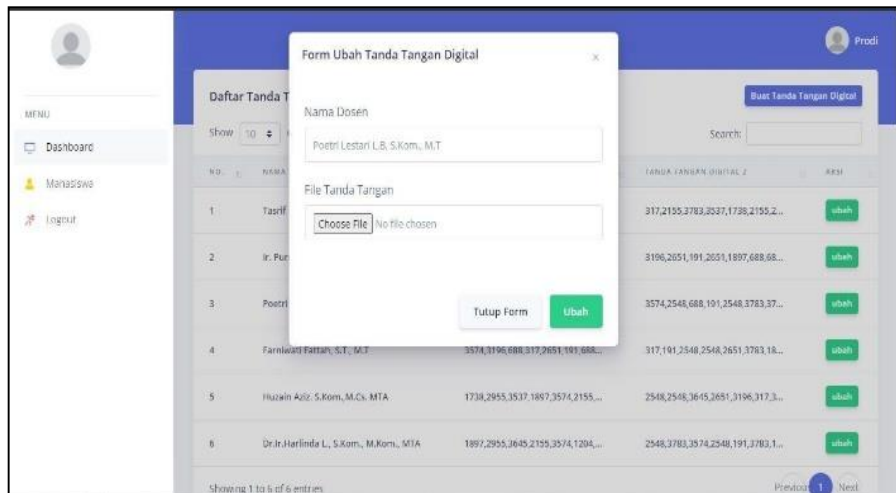 Prodi
MENU
Dashboard
Mahasiswa
Logout
Form Ubah Tanda Tangan Digital
×
Nama Dosen
Poetri Lestari L.B, S.Kom., M.T
File Tanda Tangan
Choose File No file chosen
Tutup Form Ubah
Daftar Tanda T
Buat Tanda Tangan Digital
Show 10
Search:
NO. NAMA TANDA TANGAN DIGITAL 2 AKSI
1 Tasrif 317,2155,3783,3537,1738,2155,2... ubah
2 Ir. Pur 3196,2651,191,2651,1897,688,68... ubah
3 Poetri 3574,2548,688,191,2548,3783,37... ubah
4 Farniwati Fattah, S.T., M.T 3574,3196,688,317,2651,191,688... 317,191,2548,2548,2651,3783,18... ubah
5 Huzain Aziz, S.Kom.,M.Cs. MTA 1738,2955,3537,1897,3574,2155,... 2548,2548,3645,2651,3196,317,3... ubah
6 Dr.Ir.Harlinda L., S.Kom., M.Kom., MTA 1897,2955,3645,2155,3574,1204,... 2548,3783,3574,2548,191,3783,1... ubah
Showing 1 to 6 of 6 entries
Previous 1 Next